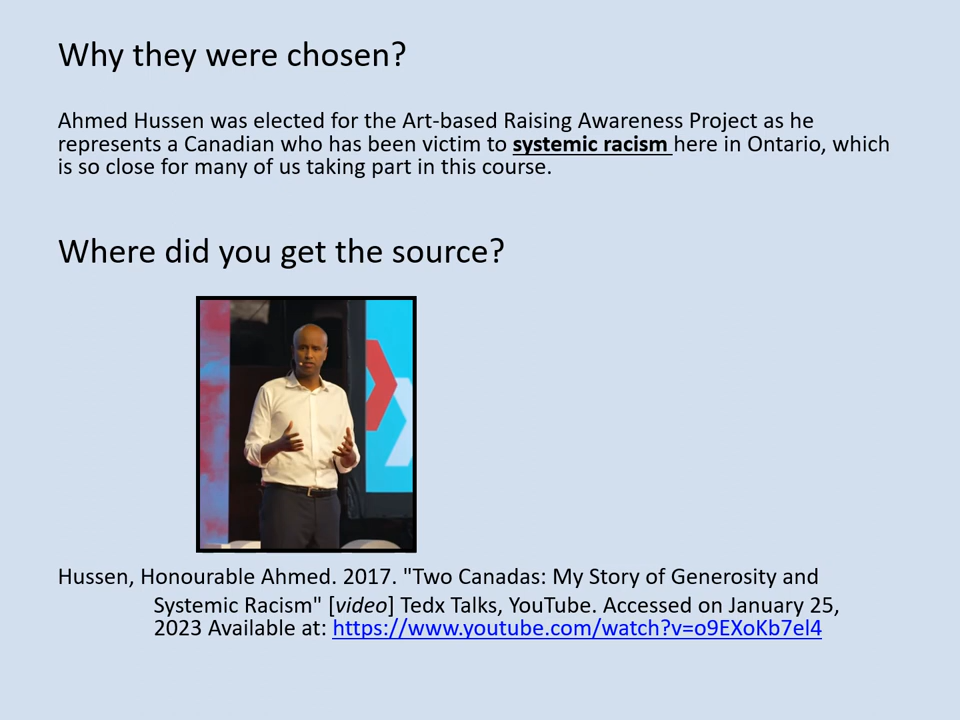 Why they were chosen?
Ahmed Hussen was elected for the Art-based Raising Awareness Project as he
represents a Canadian who has been victim to systemic racism here in Ontario, which
is so close for many of us taking part in this course.
Where did you get the source?
Hussen, Honourable Ahmed. 2017. "Two Canadas: My Story of Generosity and
Systemic Racism" [video] Tedx Talks, YouTube. Accessed on January 25,
2023 Available at: https://www.youtube.com/watch?v=o9EXoKb7el4